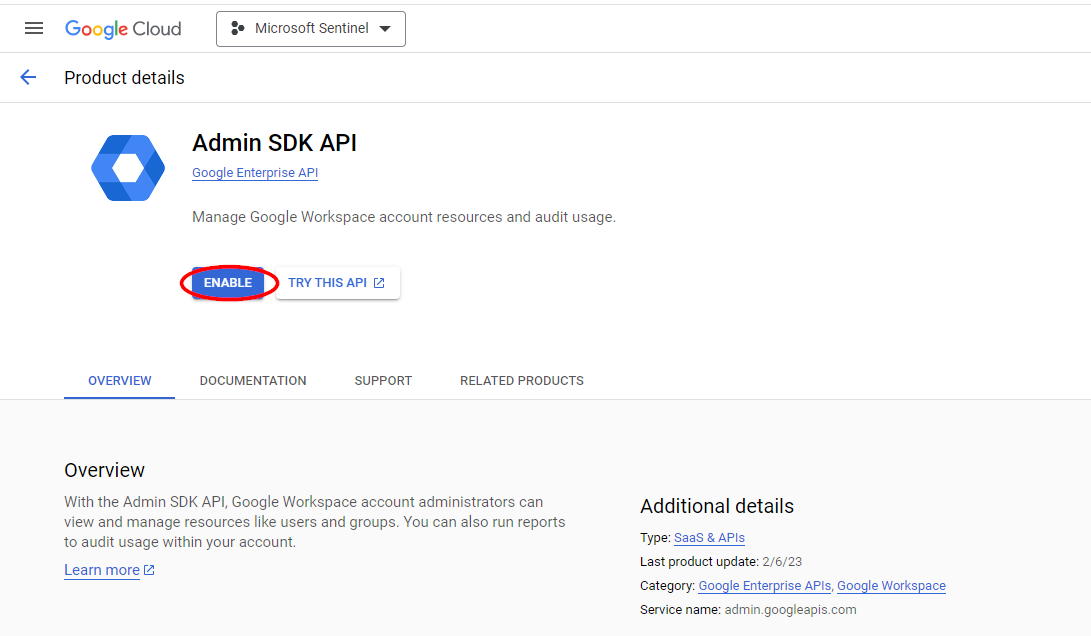 Google Cloud
Microsoft Sentinel
Product details
Admin SDK API
Google Enterprise API
Manage Google Workspace account resources and audit usage.
ENABLE
TRY THIS API
OVERVIEW
DOCUMENTATION
SUPPORT
RELATED PRODUCTS
Overview
With the Admin SDK API, Google Workspace account administrators can
view and manage resources like users and groups. You can also run reports
to audit usage within your account.
Learn more
Additional details
Type: SaaS & APIs
Last product update: 2/6/23
Category: Google Enterprise APIs, Google Workspace
Service name: admin.googleapis.com